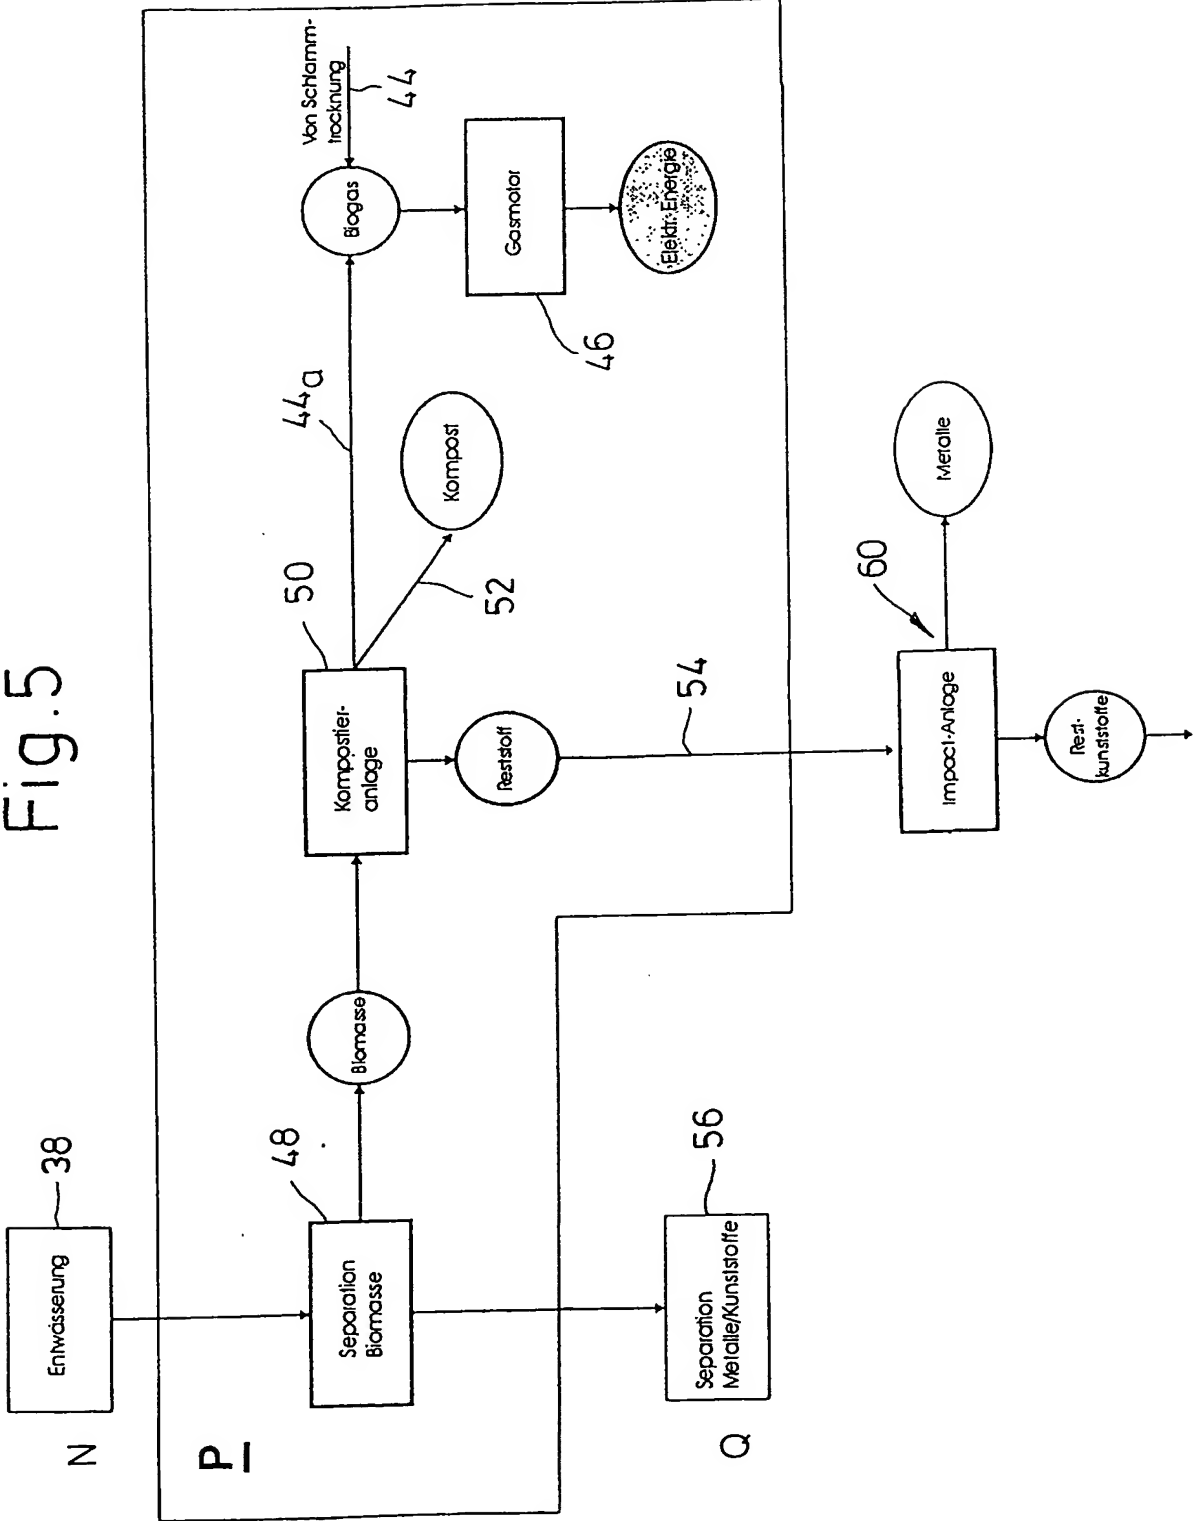 Fig.5
N
Entwässerung
38
P
Separation
Biomasse
48
Biomasse
Kompostier-
anlage
50
44a
Biogas
Von Schlamm-
trocknung
44
Kompost
52
Gasmotor
46
Elektr. Energie
Reststoff
54
Q
Separation
Metalle/Kunststoffe
56
Impact-Anlage
60
Metalle
Rest-
kunststoffe